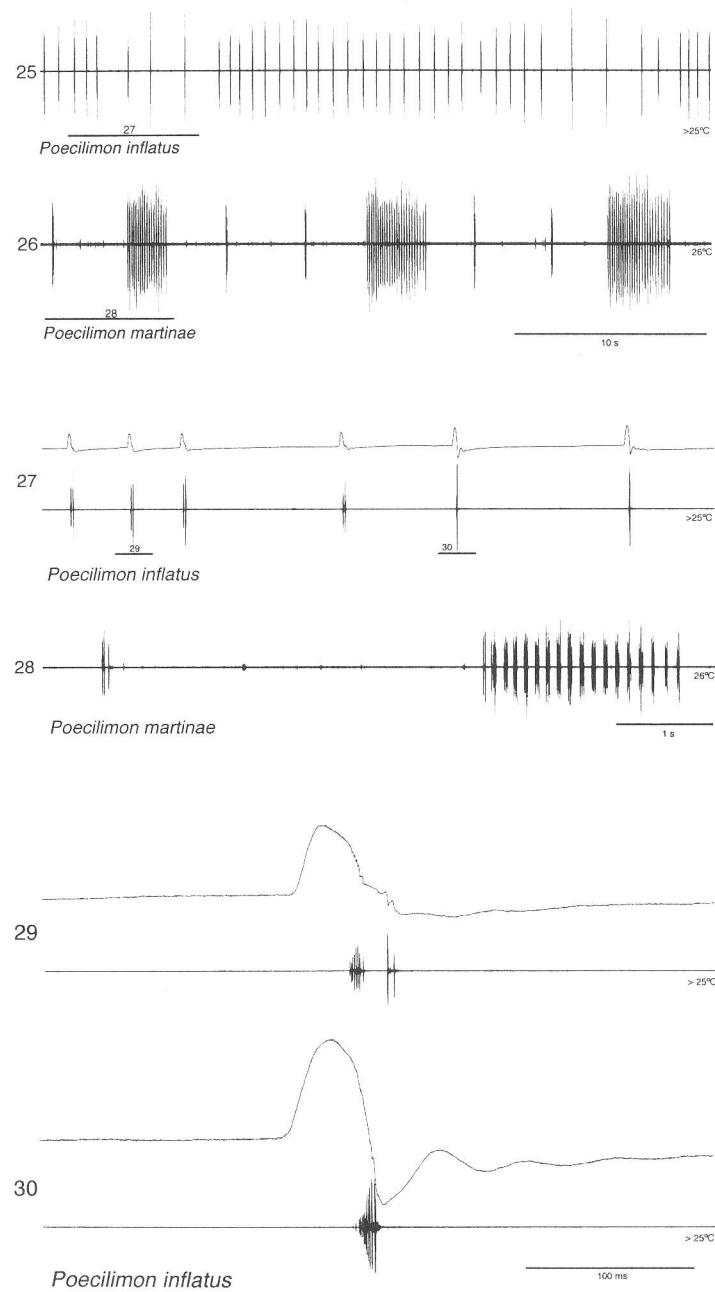 25
27
>25°C
Poecilimon inflatus
26
26°C
28
Poecilimon martinae
10 s
27
>25°C
29
30
Poecilimon inflatus
28
26°C
Poecilimon martinae
1 s
29
> 25°C
30
> 25°C
Poecilimon inflatus
100 ms